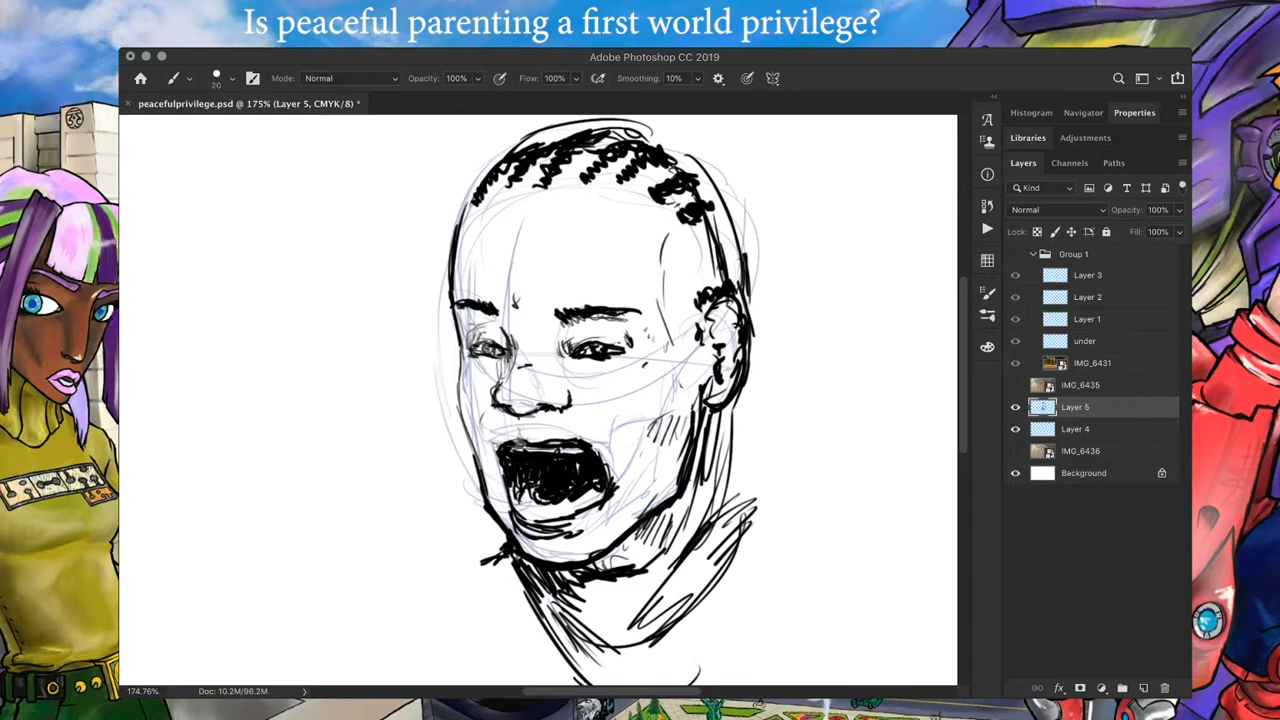 Is peaceful parenting a first world privilege?
Adobe Photoshop CC 2019
20 Mode: Normal Opacity: 100% Flow: 100% Smoothing: 10%
peacefulprivilege.psd @ 175% (Layer 5, CMYK/8) *
Histogram Navigator Properties
Libraries Adjustments
Layers Channels Paths
Kind
Normal Opacity: 100%
Lock: Fill: 100%
Group 1
Layer 3
Layer 2
Layer 1
under
IMG_6431
IMG_6435
Layer 5
Layer 4
IMG_6436
Background
174.76% Doc: 10.2M/96.2M